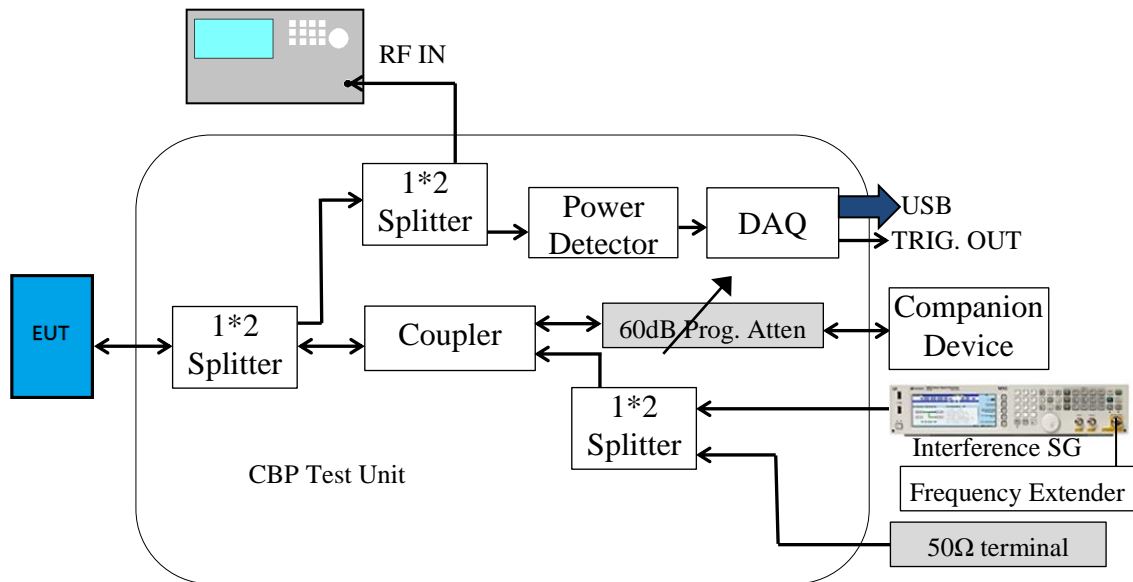 RF IN
1*2
Splitter
Power
Detector
DAQ
USB
TRIG. OUT
EUT
1*2
Splitter
Coupler
60dB Prog. Atten
Companion
Device
1*2
Splitter
Interference SG
CBP Test Unit
Frequency Extender
50Ω terminal